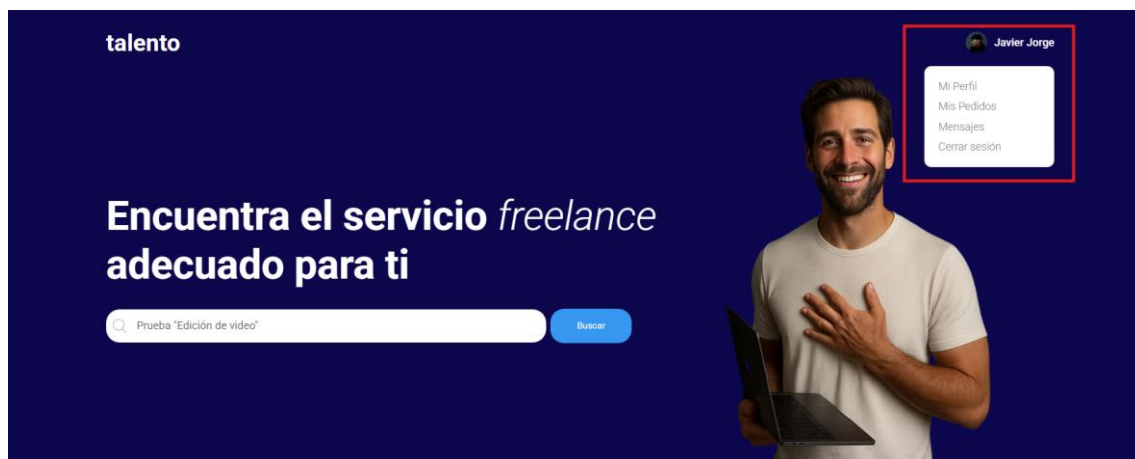 talento
Javier Jorge
Mi Perfil
Mis Pedidos
Mensajes
Cerrar sesión
Encuentra el servicio freelance
adecuado para ti
Prueba "Edición de video"
Buscar